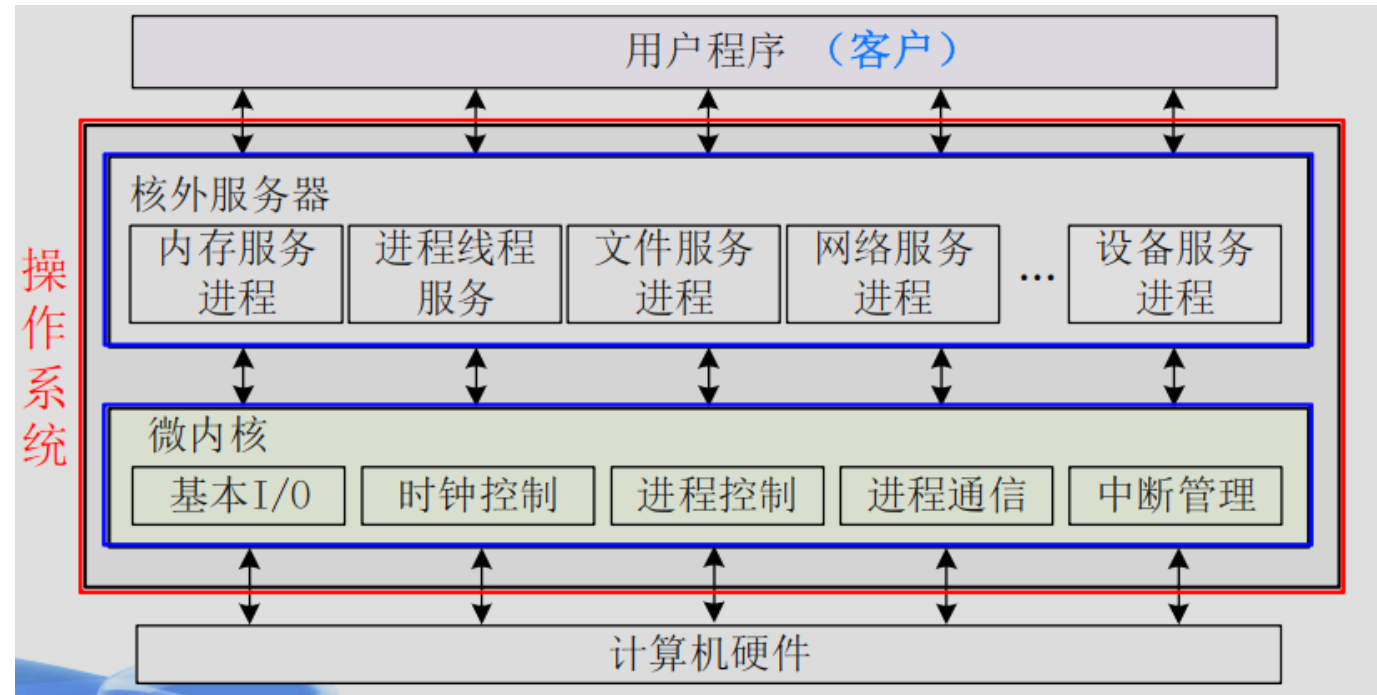 用户程序 （客户）
操作系统
核外服务器
内存服务
进程
进程线程
服务
文件服务
进程
网络服务
进程
…
设备服务
进程
微内核
基本I/O
时钟控制
进程控制
进程通信
中断管理
计算机硬件